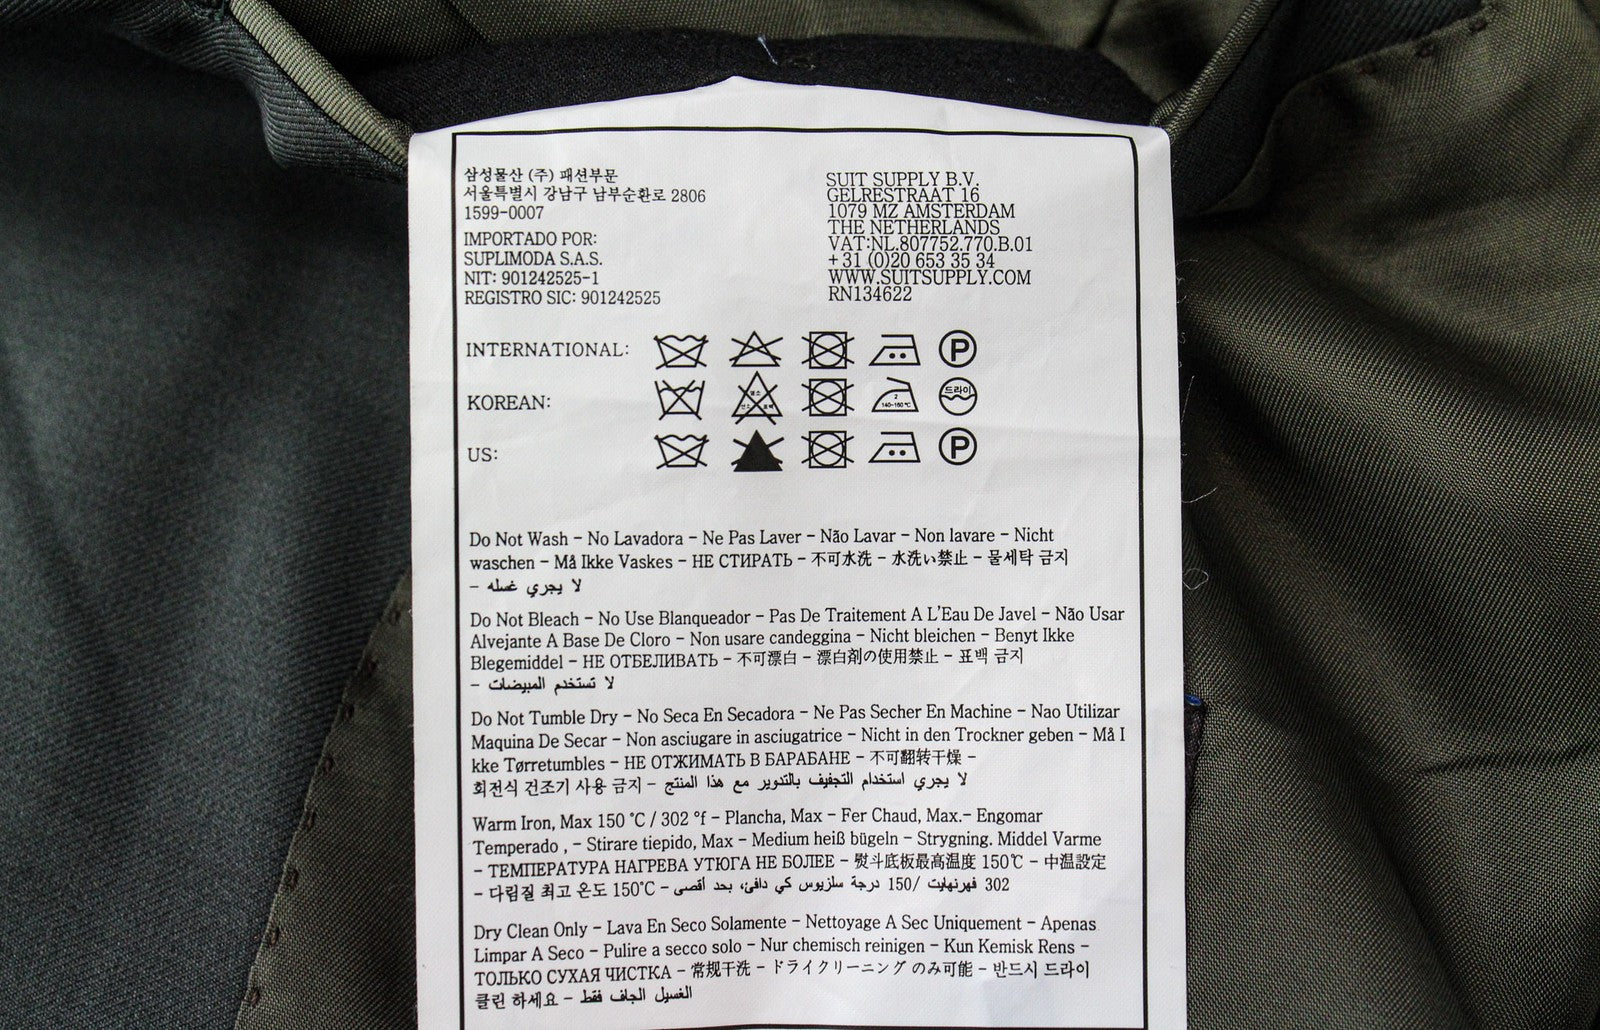 삼성물산 (주) 패션부문
서울특별시 강남구 남부순환로 2806
1599-0007
IMPORTADO POR:
SUPLIMODA S.A.S.
NIT: 901242525-1
REGISTRO SIC: 901242525
SUIT SUPPLY B.V.
GELRESTRAAT 16
1079 MZ AMSTERDAM
THE NETHERLANDS
VAT:NL.807752.770.B.01
+31 (0)20 653 35 34
WWW.SUITSUPPLY.COM
RN134622
INTERNATIONAL:
P
KOREAN:
2
140~160℃
드라이
US:
P
Do Not Wash – No Lavadora – Ne Pas Laver – Não Lavar – Non lavare – Nicht
waschen – Må Ikke Vaskes – НЕ СТИРАТЬ – 不可水洗 – 水洗い禁止 – 물세탁 금지
– لا يجري غسله
Do Not Bleach – No Use Blanqueador – Pas De Traitement A L'Eau De Javel – Não Usar
Alvejante A Base De Cloro – Non usare candeggina – Nicht bleichen – Benyt Ikke
Blegemiddel – НЕ ОТБЕЛИВАТЬ – 不可漂白 – 漂白剤の使用禁止 – 표백 금지
– لا تستخدم المبيضات
Do Not Tumble Dry – No Seca En Secadora – Ne Pas Secher En Machine – Nao Utilizar
Maquina De Secar – Non asciugare in asciugatrice – Nicht in den Trockner geben – Må I
kke Tørretumbles – НЕ ОТЖИМАТЬ В БАРАБАНЕ – 不可翻转干燥 –
회전식 건조기 사용 금지 – لا يجري استخدام التجفيف بالتدوير مع هذا المنتج
Warm Iron, Max 150 °C / 302 °f – Plancha, Max – Fer Chaud, Max.– Engomar
Temperado , – Stirare tiepido, Max – Medium heiß bügeln – Strygning. Middel Varme
– ТЕМПЕРАТУРА НАГРЕВА УТЮГА НЕ БОЛЕЕ – 熨斗底板最高温度 150℃ – 中温設定
– 다림질 최고 온도 150℃ – 302 فهرنهايت /150 درجة سلزيوس كي دافئ، بحد أقصى
Dry Clean Only – Lava En Seco Solamente – Nettoyage A Sec Uniquement – Apenas
Limpar A Seco – Pulire a secco solo – Nur chemisch reinigen – Kun Kemisk Rens –
ТОЛЬКО СУХАЯ ЧИСТКА – 常规干洗 – ドライクリーニング のみ可能 – 반드시 드라이
클린 하세요 – الغسيل الجاف فقط